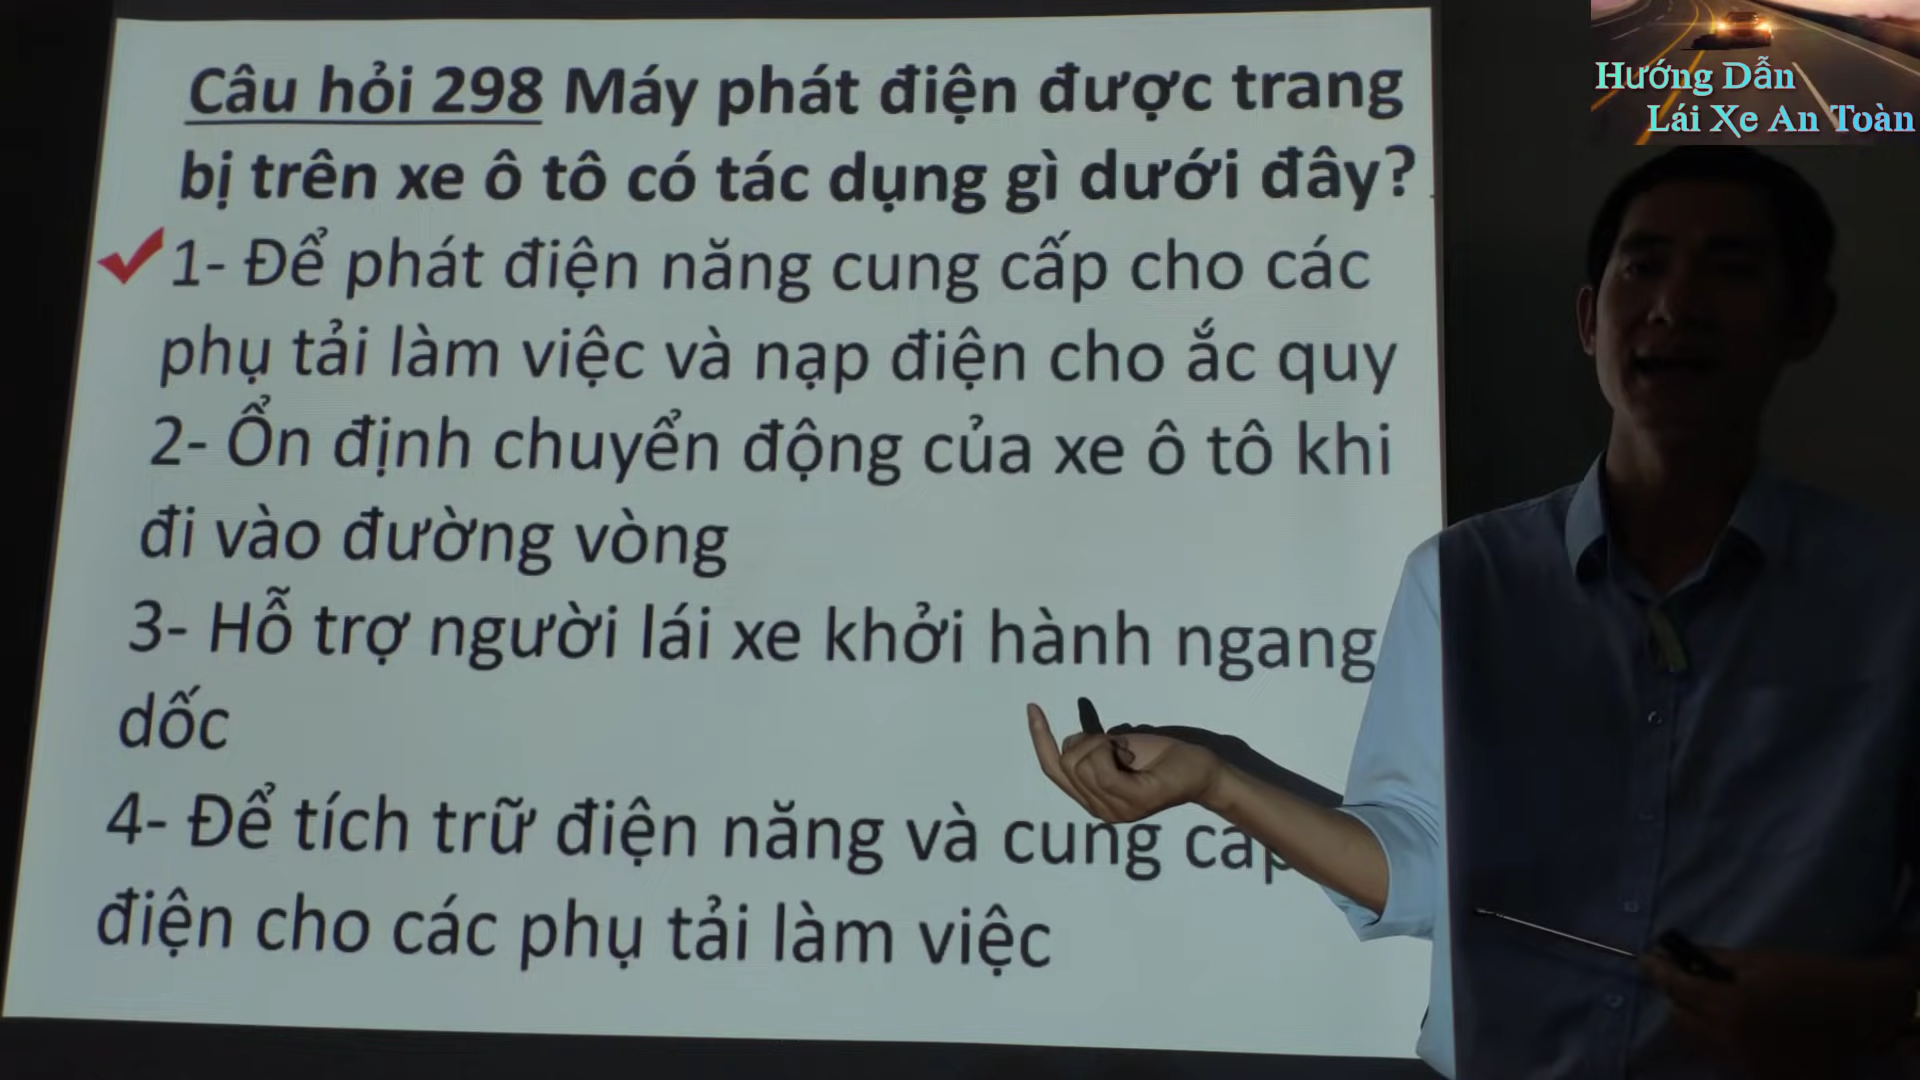 Câu hỏi 298 Máy phát điện được trang
bị trên xe ô tô có tác dụng gì dưới đây?
1- Để phát điện năng cung cấp cho các
phụ tải làm việc và nạp điện cho ắc quy
2- Ổn định chuyển động của xe ô tô khi
đi vào đường vòng
3- Hỗ trợ người lái xe khởi hành ngang
dốc
4- Để tích trữ điện năng và cung cấp
điện cho các phụ tải làm việc
Hướng Dẫn
Lái Xe An Toàn